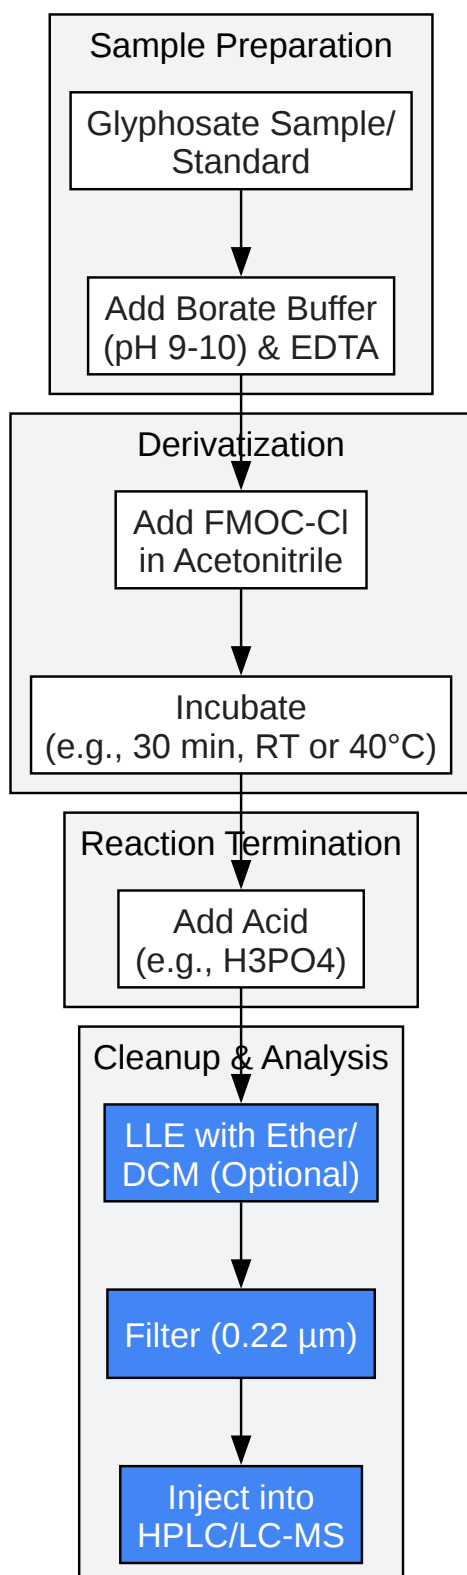 Sample Preparation
Glyphosate Sample/
Standard
Add Borate Buffer
(pH 9-10) & EDTA
Derivatization
Add FMOC-Cl
in Acetonitrile
Incubate
(e.g., 30 min, RT or 40°C)
Reaction Termination
Add Acid
(e.g., H3PO4)
Cleanup & Analysis
LLE with Ether/
DCM (Optional)
Filter (0.22 µm)
Inject into
HPLC/LC-MS